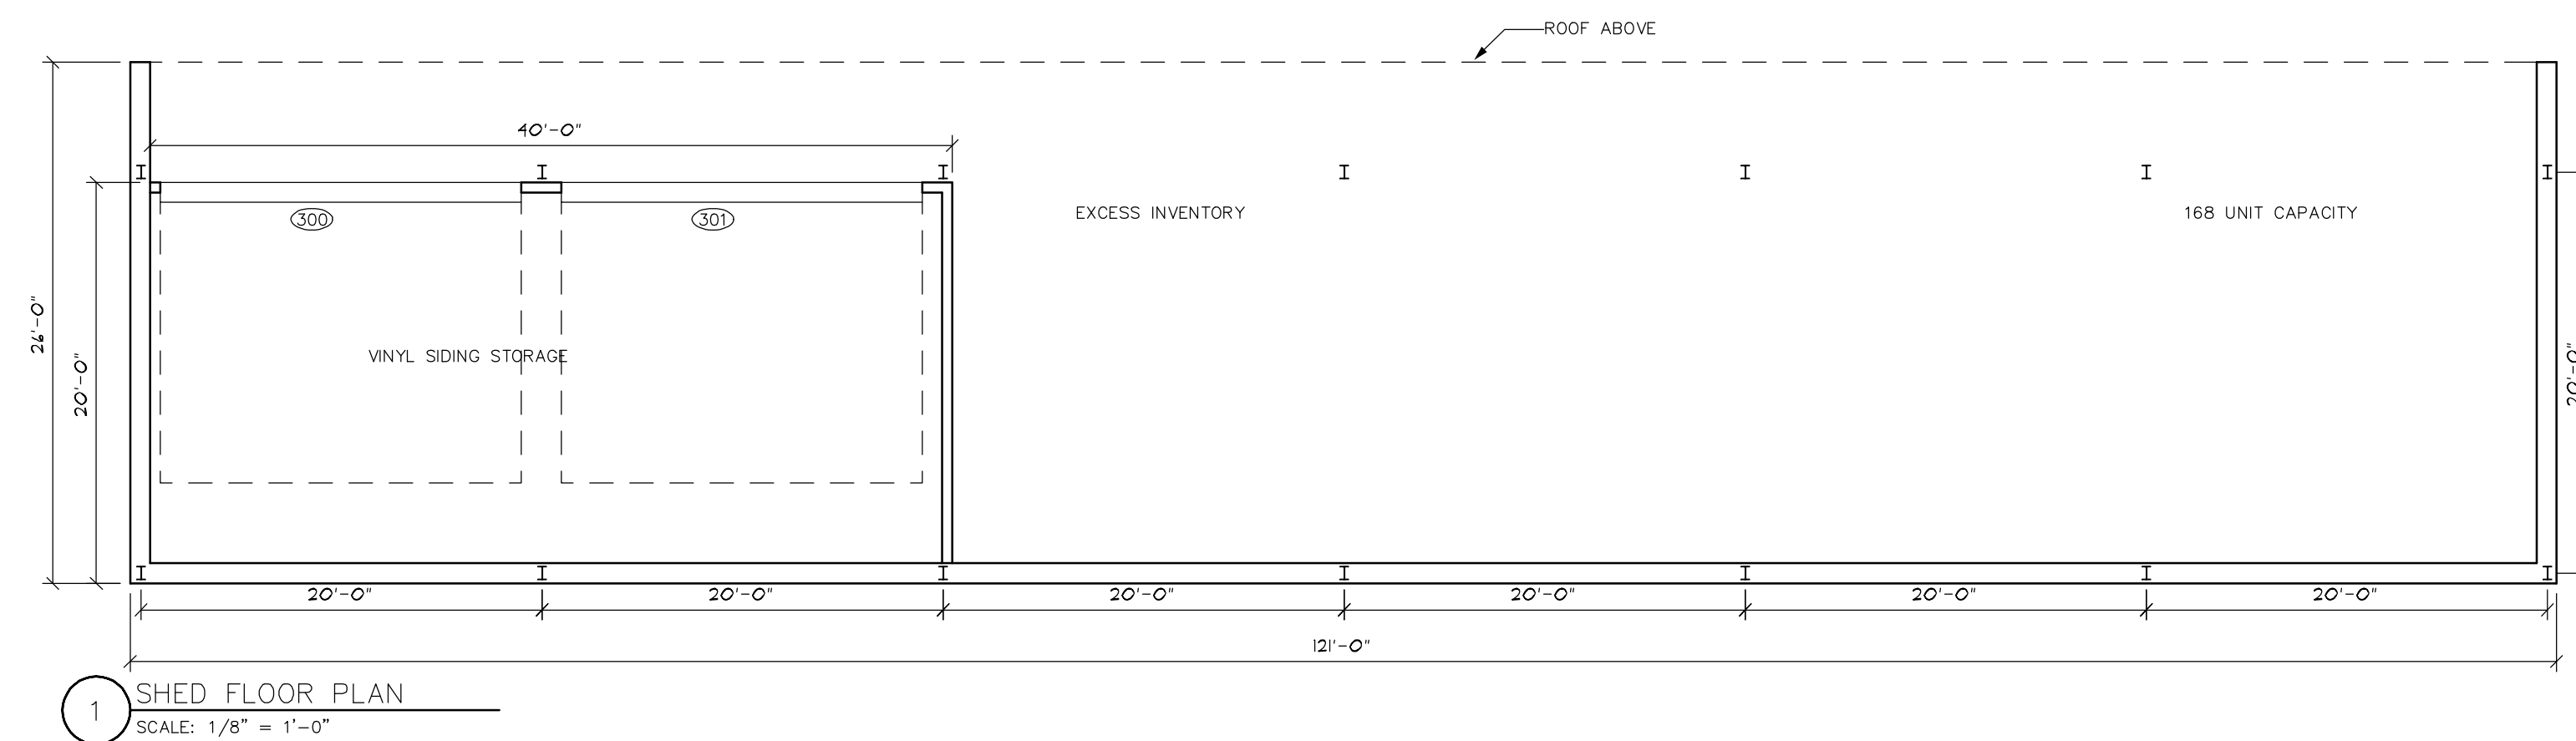 ROOF ABOVE
40'-0"
300
301
EXCESS INVENTORY
168 UNIT CAPACITY
26'-0"
20'-0"
VINYL SIDING STORAGE
20'-0"
20'-0"
20'-0"
20'-0"
20'-0"
20'-0"
20'-0"
121'-0"
1
SHED FLOOR PLAN
SCALE: 1/8" = 1'-0"